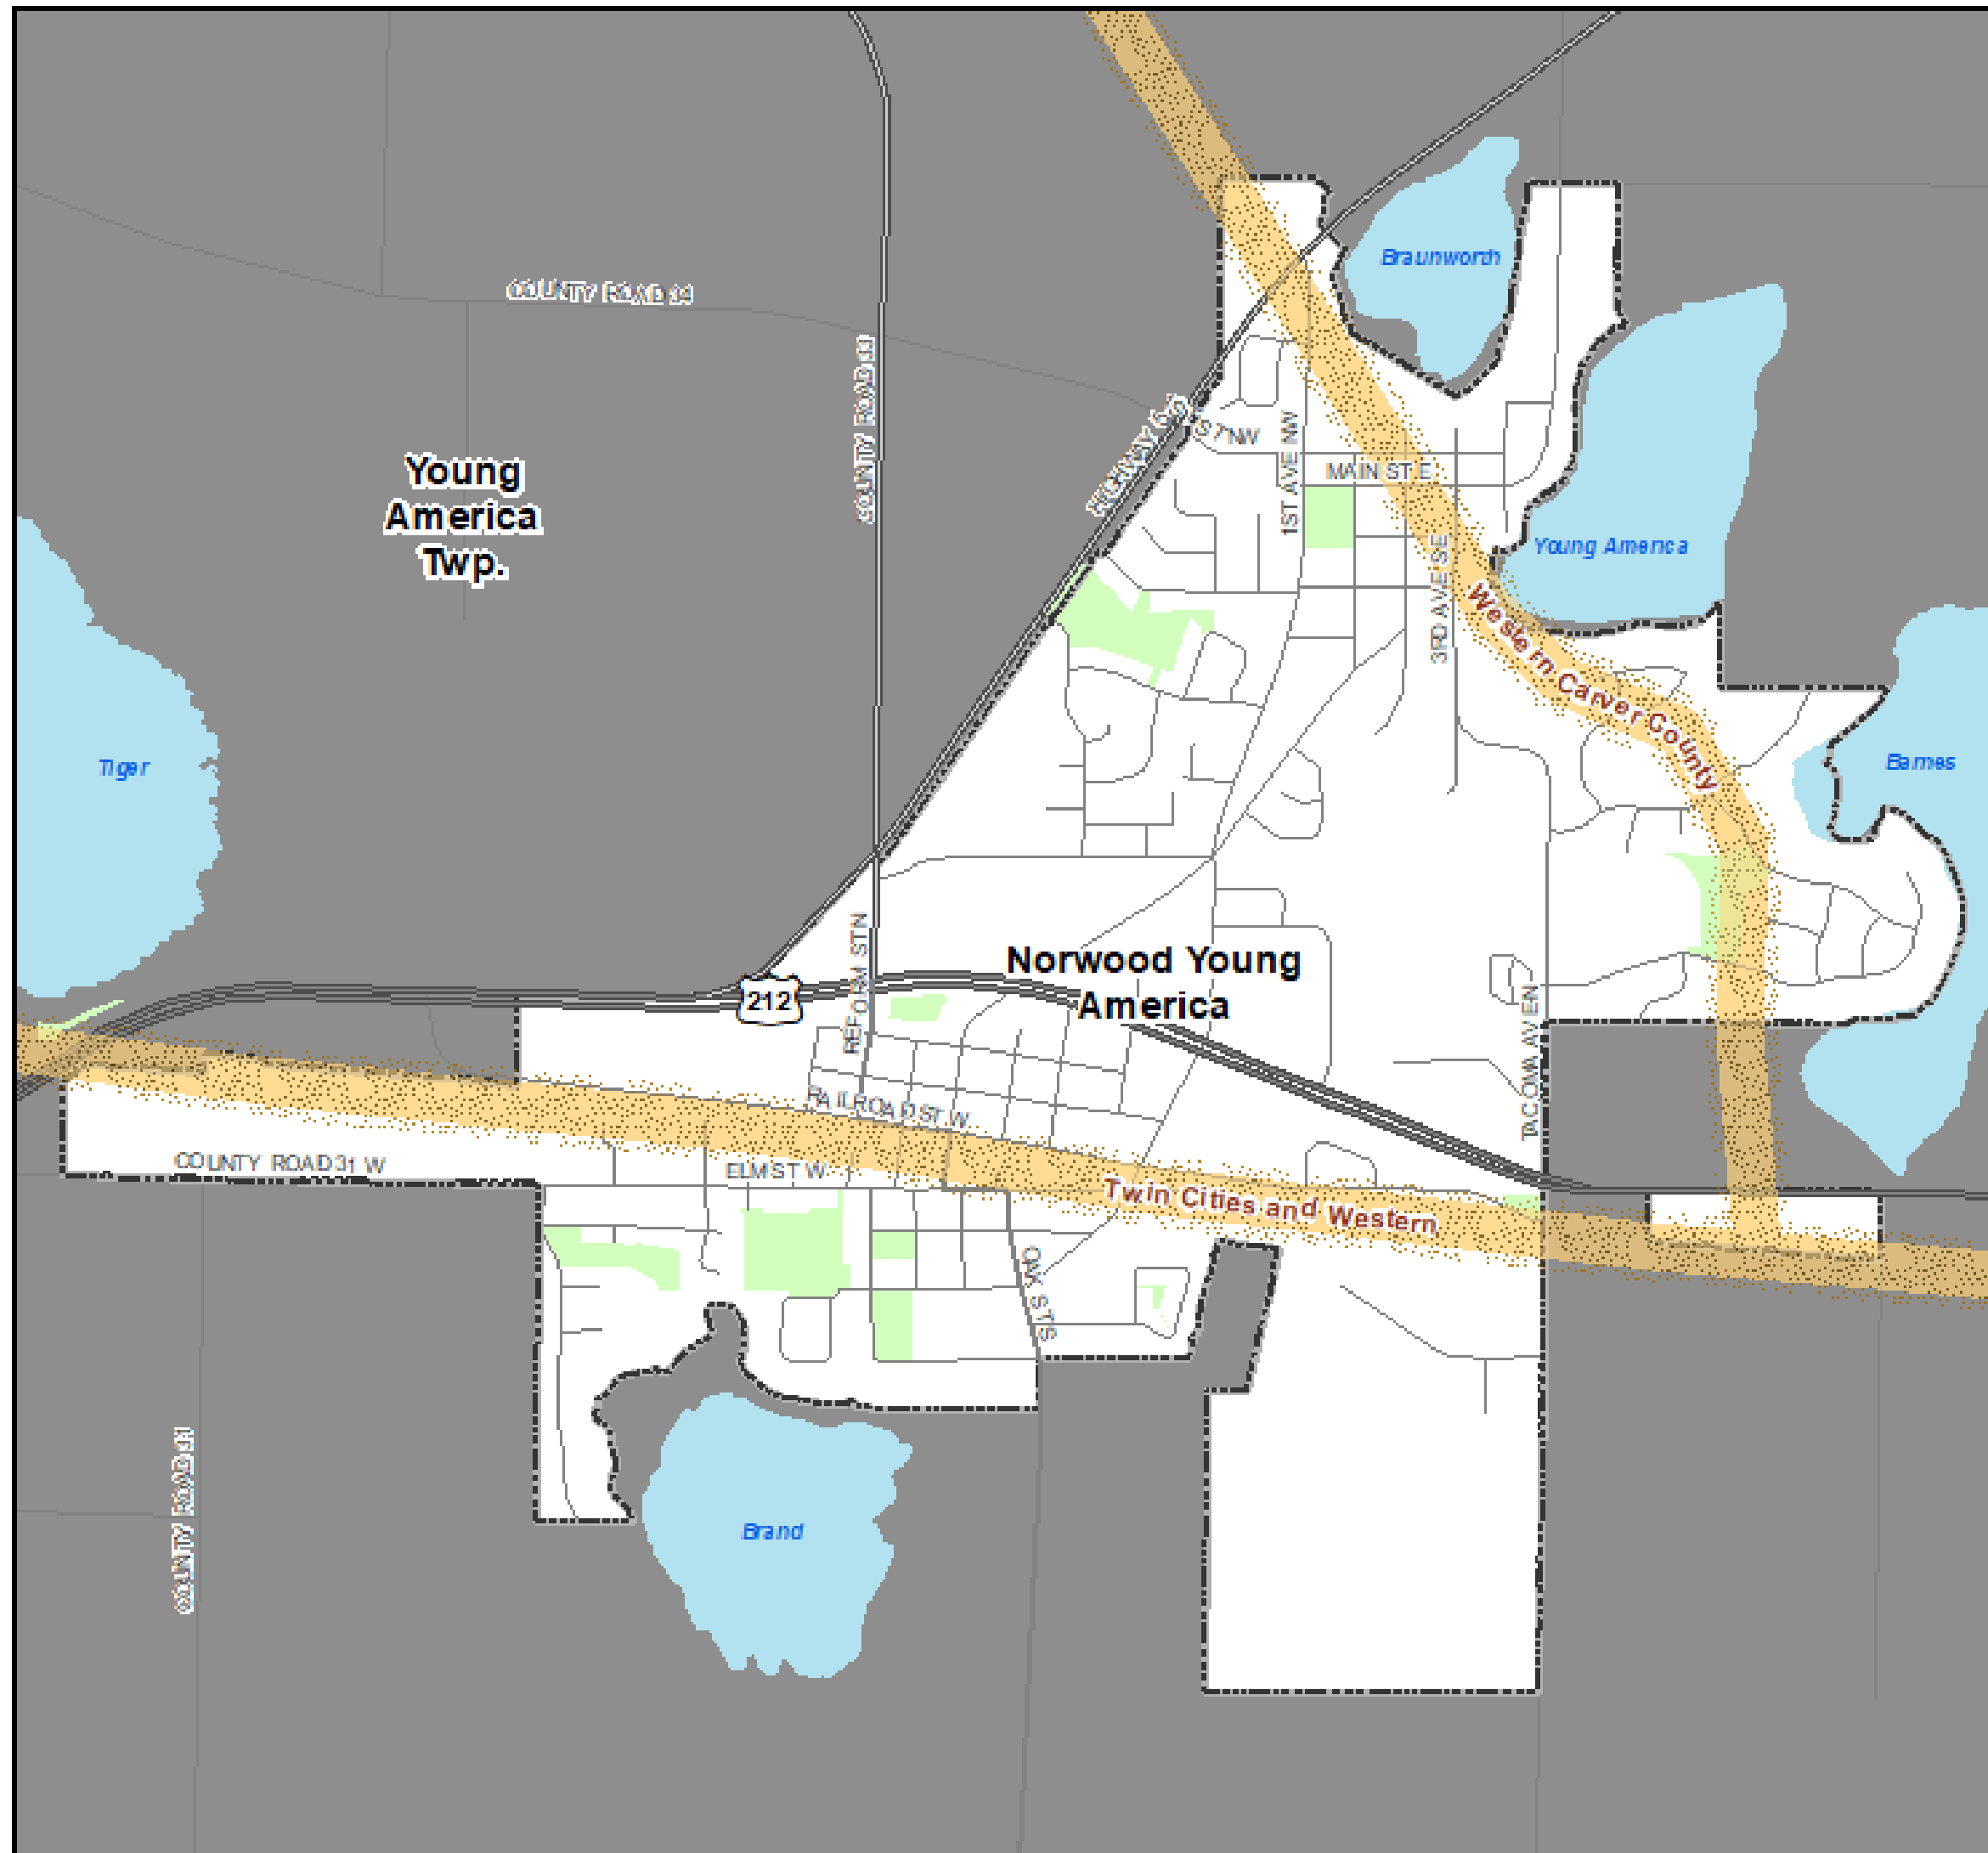 Braunworth
COUNTY ROAD 34
COUNTY ROAD 33
HIGHWAY 5
ST NW
1ST AVE NW
MAIN ST E
Young
America
Twp.
Young America
3RD AVE SE
Western Carver County
Tiger
Barnes
REFORM ST N
Norwood Young
America
212
TACOMA AVE N
RAILROAD ST W
COUNTY ROAD 31 W
ELM ST W
Twin Cities and Western
OAK ST S
COUNTY ROAD
Brand